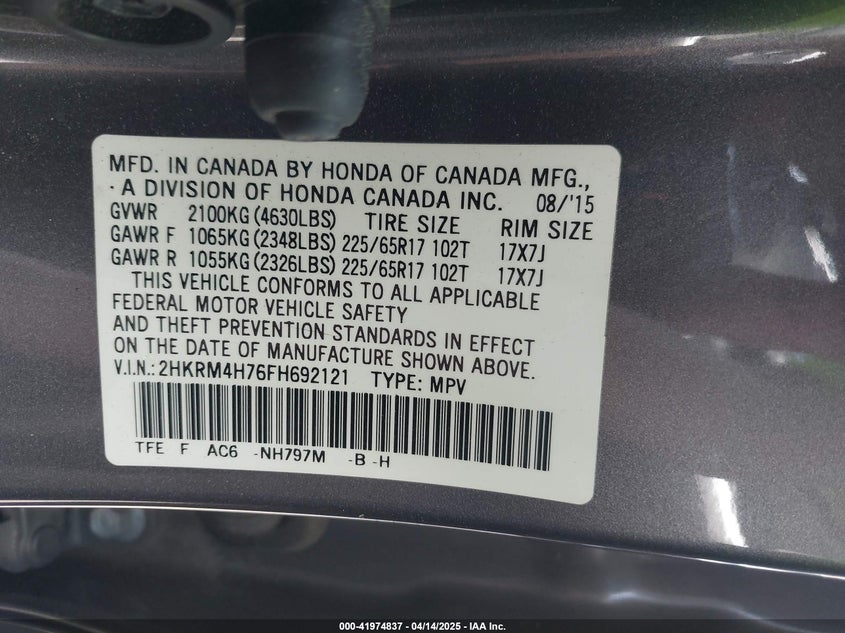 MFD. IN CANADA BY HONDA OF CANADA MFG.,
A DIVISION OF HONDA CANADA INC. 08/'15
GVWR 2100KG (4630LBS) TIRE SIZE RIM SIZE
GAWR F 1065KG (2348LBS) 225/65R17 102T 17X7J
GAWR R 1055KG (2326LBS) 225/65R17 102T 17X7J
THIS VEHICLE CONFORMS TO ALL APPLICABLE
FEDERAL MOTOR VEHICLE SAFETY
AND THEFT PREVENTION STANDARDS IN EFFECT
ON THE DATE OF MANUFACTURE SHOWN ABOVE.
V.I.N.: 2HKRM4H76FH692121 TYPE: MPV
TFE F AC6 -NH797M -B -H
000-41974837 - 04/14/2025 - IAA Inc.